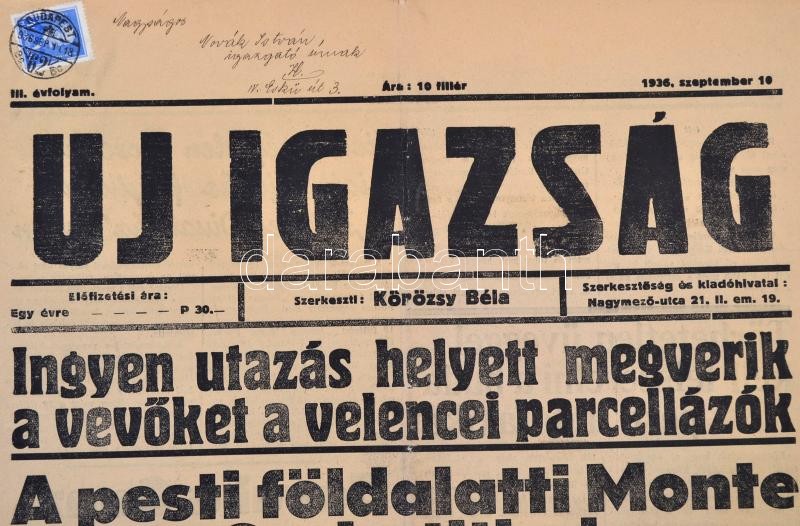 BUDAPEST
Nagyságos
Novák István
igazgató úrnak
H.
IV. Eskü út 3.
III. évfolyam.
Ára: 10 fillér
1936, szeptember 10
UJ IGAZSÁG
darabanth
Előfizetési ára:
Egy évre — — — — — P 30.—
Szerkeszti: Körözsy Béla
Szerkesztőség és kiadóhivatal:
Nagymező-utca 21. II. em. 19.
Ingyen utazás helyett megverik
a vevőket a velencei parcellázók
A pesti földalatti Monte